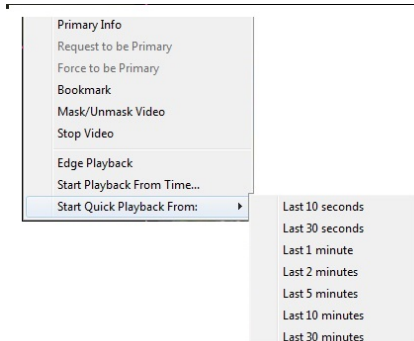 Primary Info
Request to be Primary
Force to be Primary
Bookmark
Mask/Unmask Video
Stop Video
Edge Playback
Start Playback From Time...
Start Quick Playback From:
Last 10 seconds
Last 30 seconds
Last 1 minute
Last 2 minutes
Last 5 minutes
Last 10 minutes
Last 30 minutes